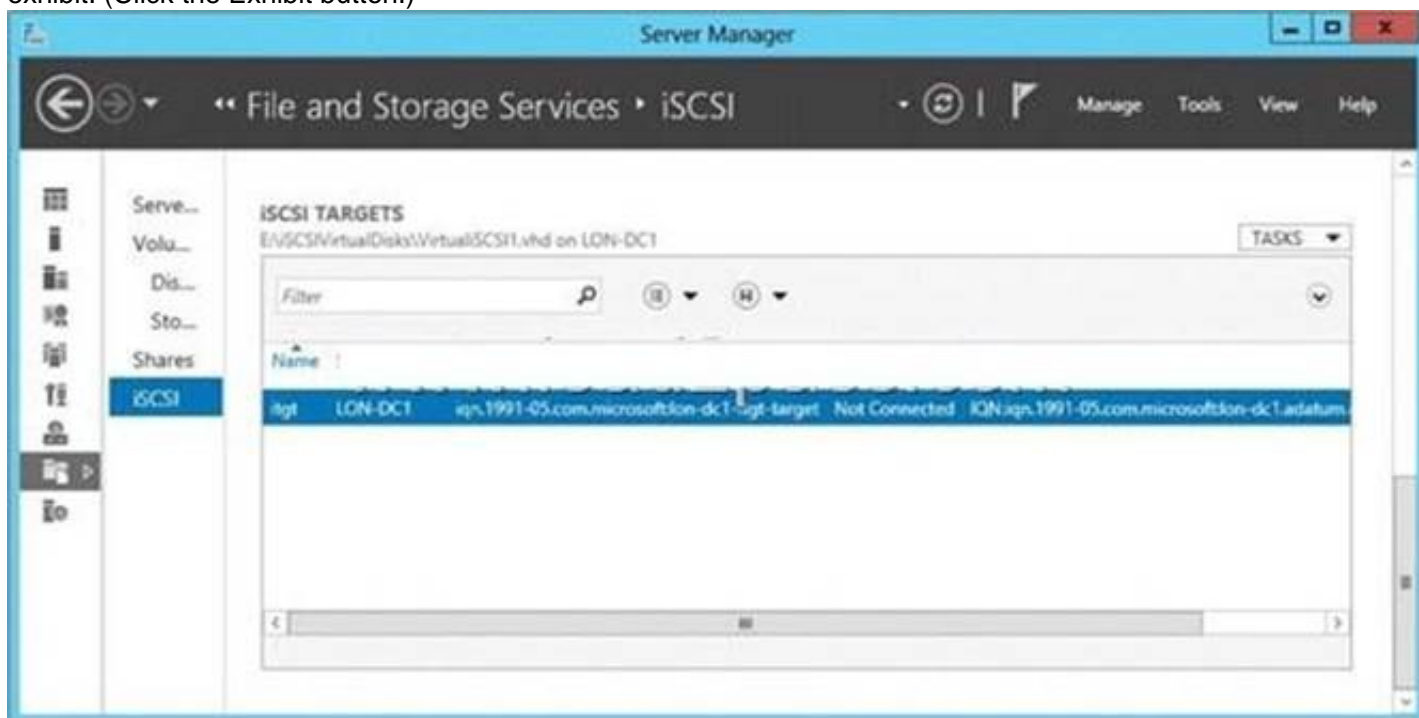 exhibit. (Click the Exhibit button.)
Server Manager
File and Storage Services ‣ iSCSI
Manage Tools View Help
Serve...
Volu...
Dis...
Sto...
Shares
iSCSI
iSCSI TARGETS
E:\iSCSIVirtualDisks\VirtualiSCSI1.vhd on LON-DC1
TASKS
Filter
Name
LON-DC1 iqn.1991-05.com.microsoft:lon-dc1- -target Not Connected IQN:iqn.1991-05.com.microsoft:lon-dc1.adatum.